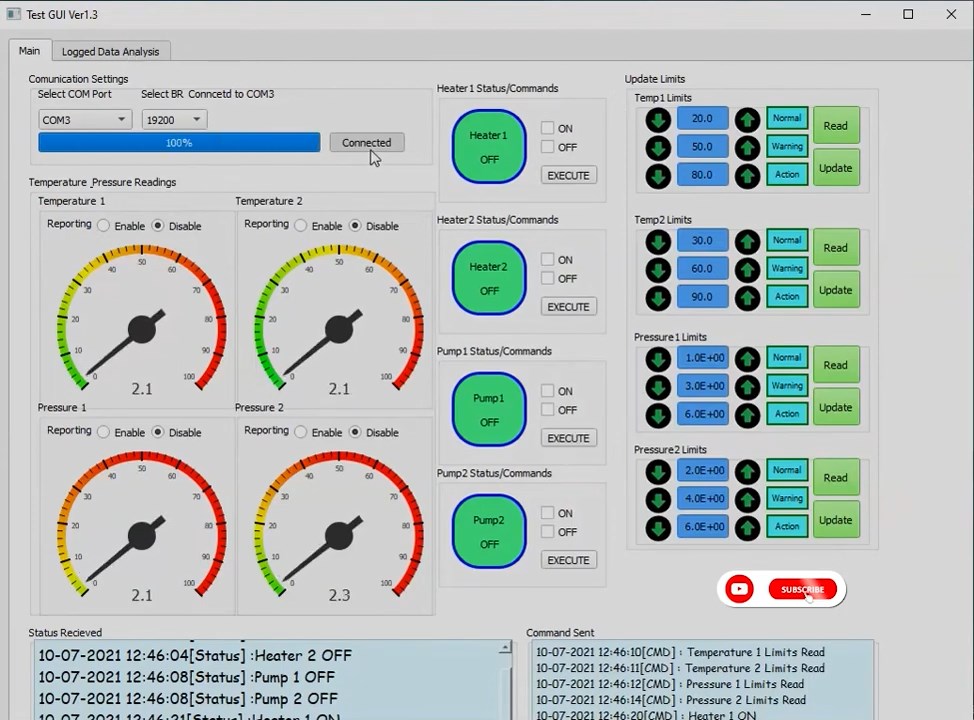 Test GUI Ver1.3
Main
Logged Data Analysis
Comunication Settings
Select COM Port
Select BR
Conncetd to COM3
COM3
19200
100%
Connected
Temperature ,Pressure Readings
Temperature 1
Reporting
Enable
Disable
0
10
20
30
40
50
60
70
80
90
100
2.1
Temperature 2
Reporting
Enable
Disable
0
10
20
30
40
50
60
70
80
90
100
2.1
Pressure 1
Reporting
Enable
Disable
0
10
20
30
40
50
60
70
80
90
100
2.1
Pressure 2
Reporting
Enable
Disable
0
10
20
30
40
50
60
70
80
90
100
2.3
Heater1 Status/Commands
Heater1
OFF
ON
OFF
EXECUTE
Heater2 Status/Commands
Heater2
OFF
ON
OFF
EXECUTE
Pump1 Status/Commands
Pump1
OFF
ON
OFF
EXECUTE
Pump2 Status/Commands
Pump2
OFF
ON
OFF
EXECUTE
Update Limits
Temp1 Limits
20.0 Normal
50.0 Warning
80.0 Action
Read
Update
Temp2 Limits
30.0 Normal
60.0 Warning
90.0 Action
Read
Update
Pressure1 Limits
1.0E+00 Normal
3.0E+00 Warning
6.0E+00 Action
Read
Update
Pressure2 Limits
2.0E+00 Normal
4.0E+00 Warning
6.0E+00 Action
Read
Update
SUBSCRIBE
Status Recieved
10-07-2021 12:46:04[Status] :Heater 2 OFF
10-07-2021 12:46:08[Status] :Pump 1 OFF
10-07-2021 12:46:08[Status] :Pump 2 OFF
10-07-2021 12:46:21[Status] :Heater 1 ON
Command Sent
10-07-2021 12:46:10[CMD] : Temperature 1 Limits Read
10-07-2021 12:46:11[CMD] : Temperature 2 Limits Read
10-07-2021 12:46:12[CMD] : Pressure 1 Limits Read
10-07-2021 12:46:14[CMD] : Pressure 2 Limits Read
10-07-2021 12:46:20[CMD] : Heater 1 ON